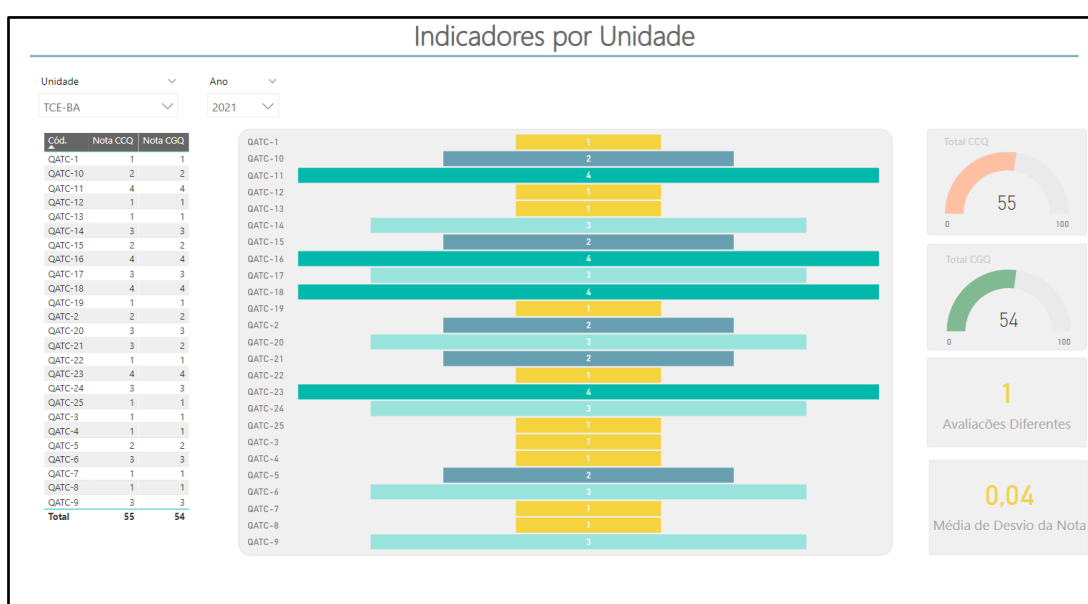 Indicadores por Unidade
Unidade
Ano
TCE-BA
2021
Cód. Nota CCQ Nota CGQ
QATC-1 1 1
QATC-10 2 2
QATC-11 4 4
QATC-12 1 1
QATC-13 1 1
QATC-14 3 3
QATC-15 2 2
QATC-16 4 4
QATC-17 3 3
QATC-18 4 4
QATC-19 1 1
QATC-2 2 2
QATC-20 3 3
QATC-21 3 2
QATC-22 1 1
QATC-23 4 4
QATC-24 3 3
QATC-25 1 1
QATC-3 1 1
QATC-4 1 1
QATC-5 2 2
QATC-6 3 3
QATC-7 1 1
QATC-8 1 1
QATC-9 3 3
Total 55 54
QATC-1 1
QATC-10 2
QATC-11 4
QATC-12 1
QATC-13 1
QATC-14 3
QATC-15 2
QATC-16 4
QATC-17 3
QATC-18 4
QATC-19 1
QATC-2 2
QATC-20 3
QATC-21 2
QATC-22 1
QATC-23 4
QATC-24 3
QATC-25 1
QATC-3 1
QATC-4 1
QATC-5 2
QATC-6 3
QATC-7 1
QATC-8 1
QATC-9 3
Total CCQ
55
0 100
Total CGQ
54
0 100
1
Avaliações Diferentes
0,04
Média de Desvio da Nota